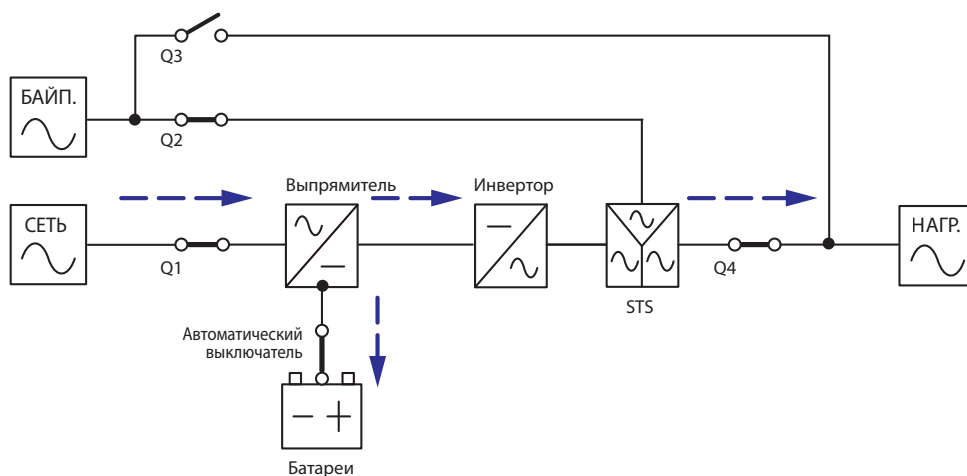 Q3
БАЙП.
Q2
Выпрямитель
Инвертор
СЕТЬ
НАГР.
Q1
Q4
STS
Автоматический
выключатель
Батареи